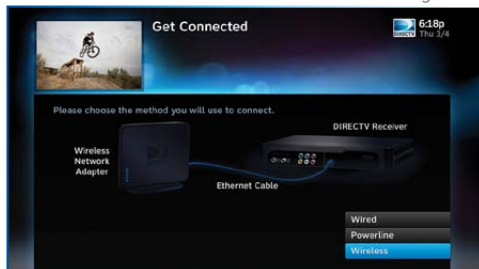 Get Connected
DIRECTV
6:18p
Thu 3/4
Please choose the method you will use to connect.
DIRECTV Receiver
Wireless
Network
Adapter
Ethernet Cable
Wired
Powerline
Wireless